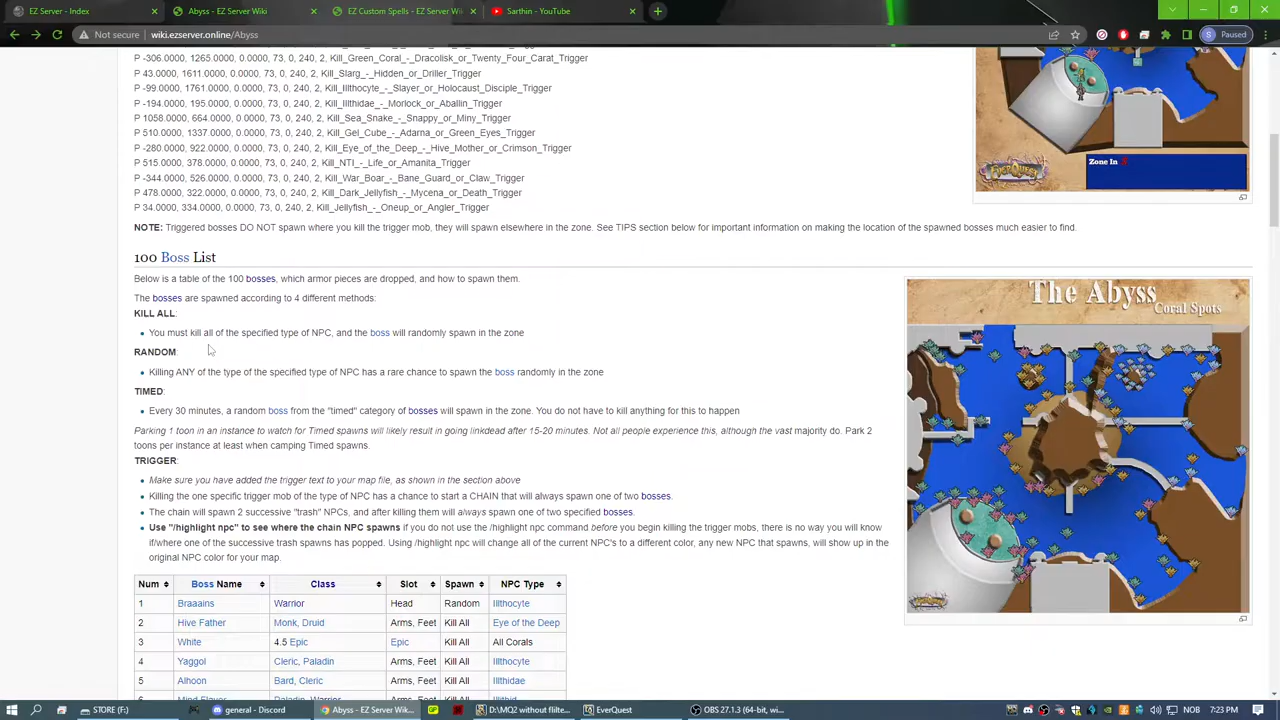 EZ Server - Index
Abyss - EZ Server Wiki
EZ Custom Spells - EZ Server Wiki
Sarthin - YouTube
Not secure
wiki.ezserver.online/Abyss
Paused
P -306.0000, 1265.0000, 0.0000, 73, 0, 240, 2, Kill_Green_Coral_-_Dracolisk_or_Twenty_Four_Carat_Trigger
P 43.0000, 1611.0000, 0.0000, 73, 0, 240, 2, Kill_Slarg_-_Hidden_or_Driller_Trigger
P -99.0000, 1761.0000, 0.0000, 73, 0, 240, 2, Kill_Illthocyte_-_Slayer_or_Holocaust_Disciple_Trigger
P -194.0000, 195.0000, 0.0000, 73, 0, 240, 2, Kill_Illithidae_-_Morlock_or_Aballin_Trigger
P 1058.0000, 664.0000, 0.0000, 73, 0, 240, 2, Kill_Sea_Snake_-_Snappy_or_Miny_Trigger
P 510.0000, 1337.0000, 0.0000, 73, 0, 240, 2, Kill_Gel_Cube_-_Adarna_or_Green_Eyes_Trigger
P -280.0000, 922.0000, 0.0000, 73, 0, 240, 2, Kill_Eye_of_the_Deep_-_Hive_Mother_or_Crimson_Trigger
P 515.0000, 378.0000, 0.0000, 73, 0, 240, 2, Kill_NTI_-_Life_or_Amanita_Trigger
P -344.0000, 526.0000, 0.0000, 73, 0, 240, 2, Kill_War_Boar_-_Bane_Guard_or_Claw_Trigger
P 478.0000, 322.0000, 0.0000, 73, 0, 240, 2, Kill_Dark_Jellyfish_-_Mycena_or_Death_Trigger
P 34.0000, 334.0000, 0.0000, 73, 0, 240, 2, Kill_Jellyfish_-_Oneup_or_Angler_Trigger
Zone In
EVERQUEST
NOTE: Triggered bosses DO NOT spawn where you kill the trigger mob, they will spawn elsewhere in the zone. See TIPS section below for important information on making the location of the spawned bosses much easier to find.
100 Boss List
Below is a table of the 100 bosses, which armor pieces are dropped, and how to spawn them.
The bosses are spawned according to 4 different methods:
KILL ALL:
You must kill all of the specified type of NPC, and the boss will randomly spawn in the zone
RANDOM:
Killing ANY of the type of the specified type of NPC has a rare chance to spawn the boss randomly in the zone
TIMED:
Every 30 minutes, a random boss from the "timed" category of bosses will spawn in the zone. You do not have to kill anything for this to happen
Parking 1 toon in an instance to watch for Timed spawns will likely result in going linkdead after 15-20 minutes. Not all people experience this, although the vast majority do. Park 2
toons per instance at least when camping Timed spawns.
TRIGGER:
Make sure you have added the trigger text to your map file, as shown in the section above
Killing the one specific trigger mob of the type of NPC has a chance to start a CHAIN that will always spawn one of two bosses.
The chain will spawn 2 successive "trash" NPCs, and after killing them will always spawn one of two specified bosses.
Use "/highlight npc" to see where the chain NPC spawns if you do not use the /highlight npc command before you begin killing the trigger mobs, there is no way you will know
if/where one of the successive trash spawns has popped. Using /highlight npc will change all of the current NPC's to a different color, any new NPC that spawns, will show up in the
original NPC color for your map.
The Abyss
Coral Spots
Num Boss Name Class Slot Spawn NPC Type
1 Braaains Warrior Head Random Illthocyte
2 Hive Father Monk, Druid Arms, Feet Kill All Eye of the Deep
3 White 4.5 Epic Epic Kill All All Corals
4 Yaggol Cleric, Paladin Arms, Feet Kill All Illthocyte
5 Alhoon Bard, Cleric Arms, Feet Kill All Illithidae
6 Mind Flayer Paladin, Warrior Arms, Feet Kill All Illithid
STORE (F:)
general - Discord
Abyss - EZ Server Wik...
D:\MQ2 without flilte...
EverQuest
OBS 27.1.3 (64-bit, wi...
NOB
7:23 PM